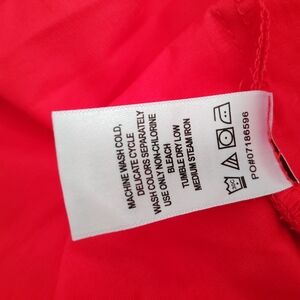 MACHINE WASH COLD,
DELICATE CYCLE
WASH COLORS SEPARATELY
USE ONLY NON-CHLORINE
BLEACH
TUMBLE DRY LOW
MEDIUM STEAM IRON
PO#07186596